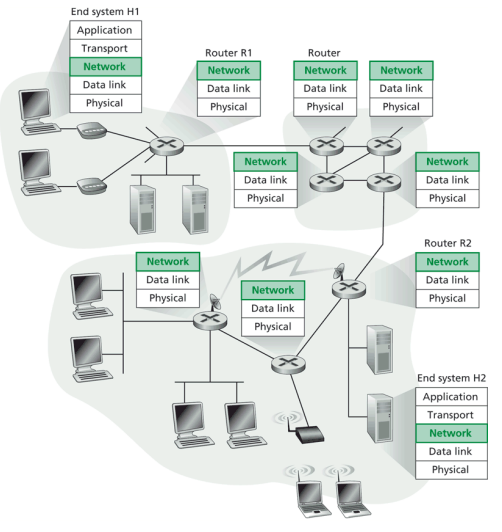 End system H1
Application
Transport
Network
Data link
Physical
Router R1
Network
Data link
Physical
Router
Network
Data link
Physical
Network
Data link
Physical
Network
Data link
Physical
Network
Data link
Physical
Router R2
Network
Data link
Physical
Network
Data link
Physical
Network
Data link
Physical
End system H2
Application
Transport
Network
Data link
Physical